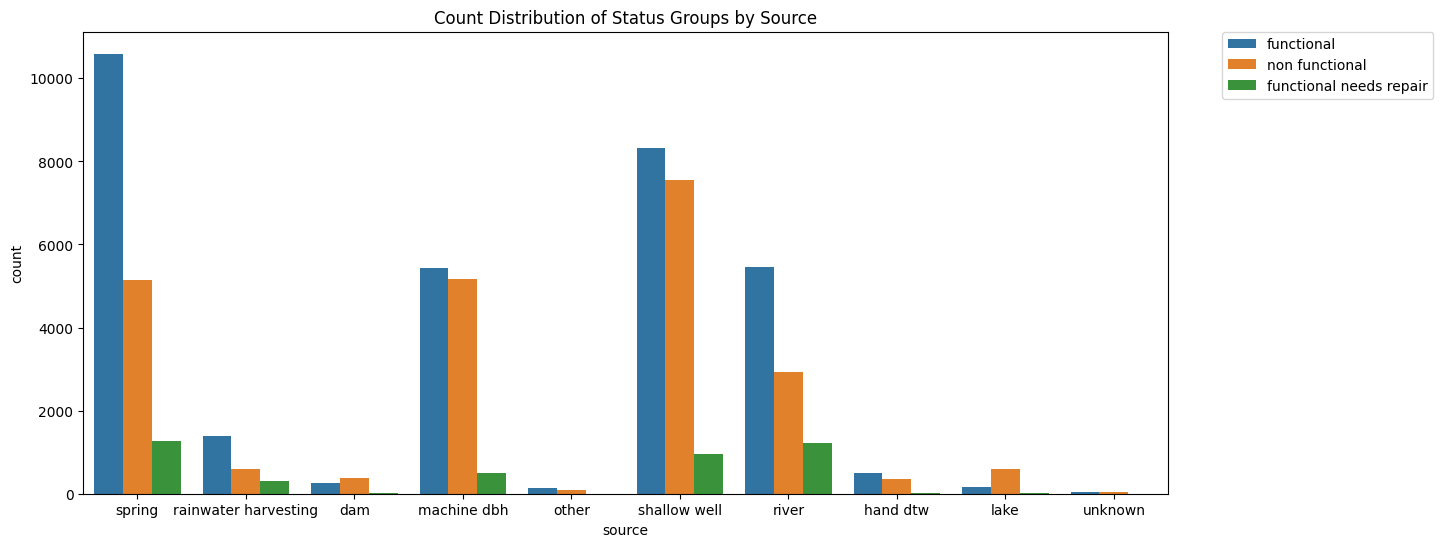 Count Distribution of Status Groups by Source
functional
non functional
functional needs repair
10000
8000
6000
4000
2000
0
count
spring rainwater harvesting dam machine dbh other shallow well river hand dtw lake unknown
source